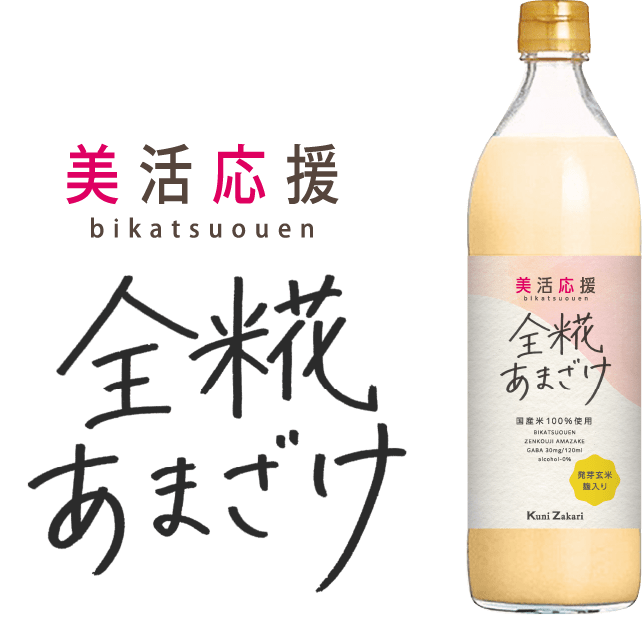 美活応援
bikatsuouen
全糀
あまざけ
美活応援
bikatsuouen
全糀
あまざけ
国産米100%使用
BIKATSUOUEN
ZENKOUJI AMAZAKE
GABA 30mg/120ml
alcohol-0%
発芽玄米
麹入り
Kuni Zakari